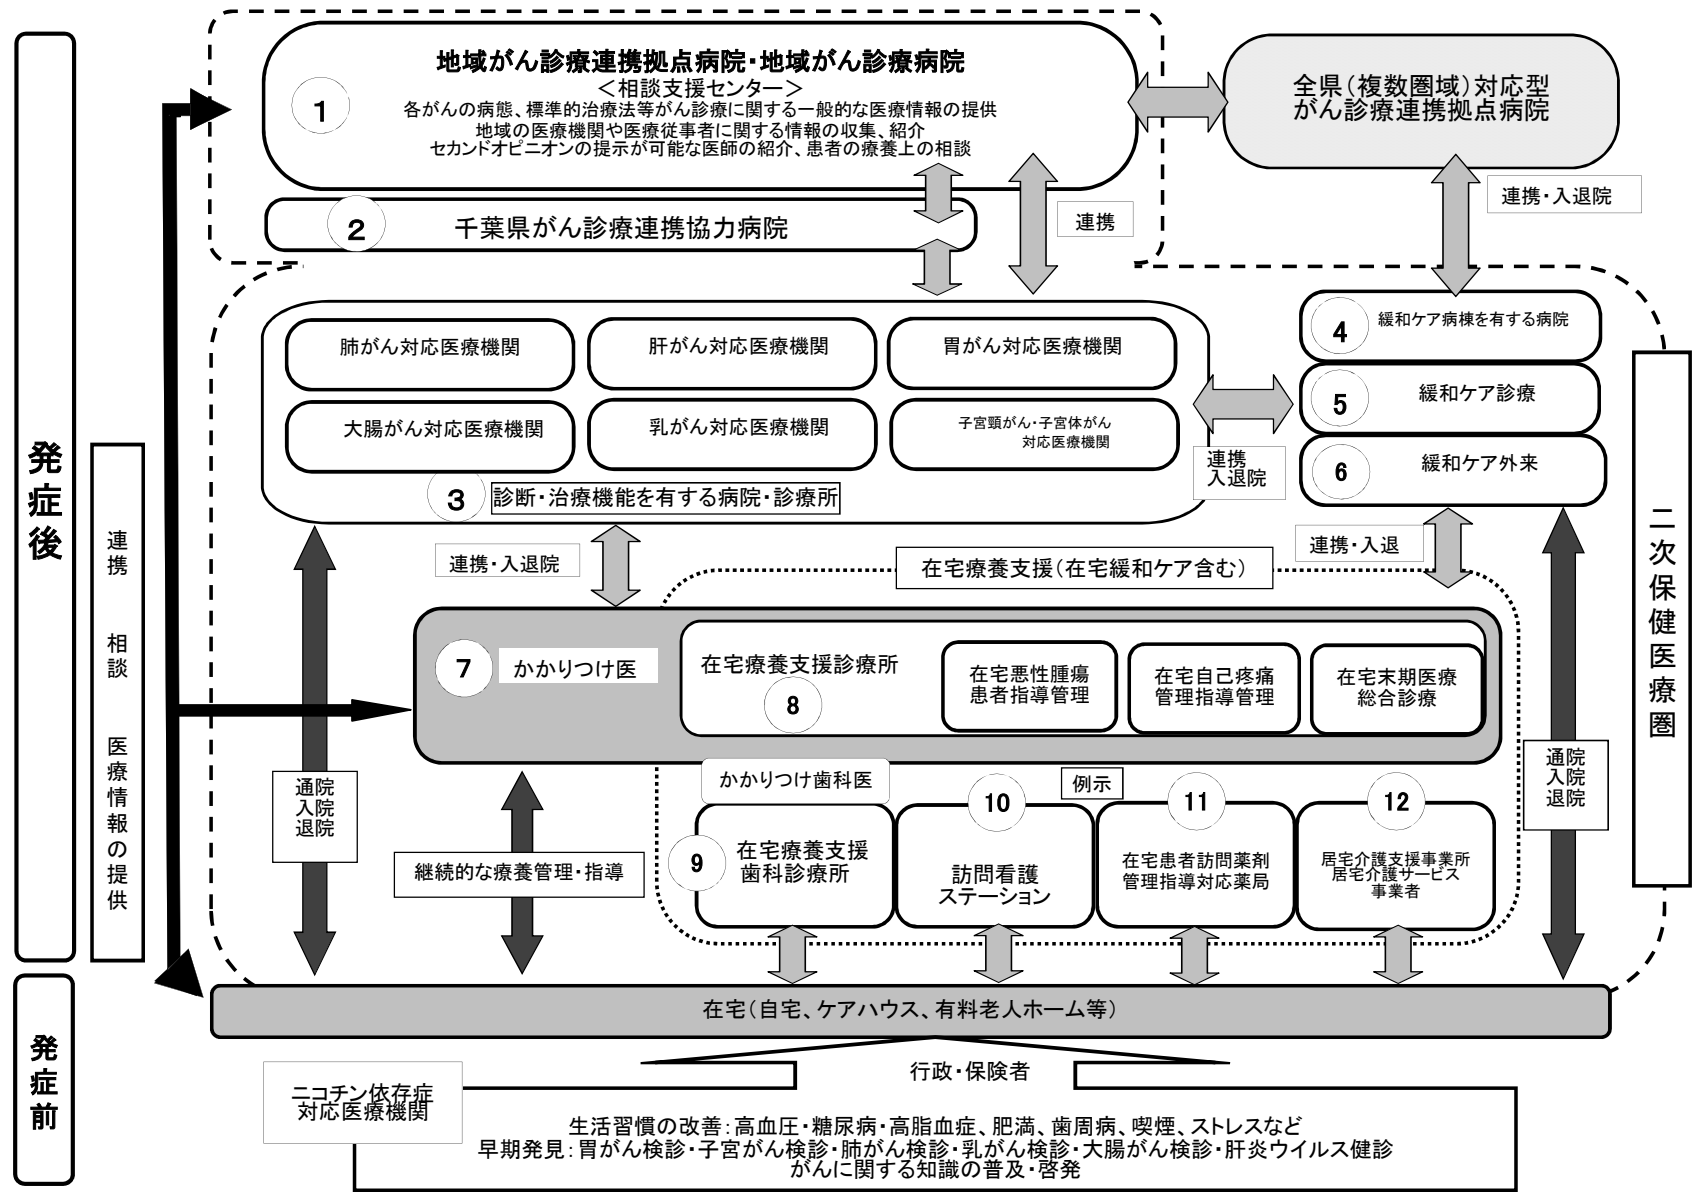 発症後
発症前
連携　相談　医療情報の提供
二次保健医療圏
1
地域がん診療連携拠点病院・地域がん診療病院
＜相談支援センター＞
各がんの病態、標準的治療法等がん診療に関する一般的な医療情報の提供
地域の医療機関や医療従事者に関する情報の収集、紹介
セカンドオピニオンの提示が可能な医師の紹介、患者の療養上の相談
全県（複数圏域）対応型
がん診療連携拠点病院
連携・入退院
連携
2
千葉県がん診療連携協力病院
肺がん対応医療機関
肝がん対応医療機関
胃がん対応医療機関
大腸がん対応医療機関
乳がん対応医療機関
子宮頸がん・子宮体がん
対応医療機関
3
診断・治療機能を有する病院・診療所
連携
入退院
4
緩和ケア病棟を有する病院
5
緩和ケア診療
6
緩和ケア外来
連携・入退院
連携・入退
在宅療養支援（在宅緩和ケア含む）
7
かかりつけ医
在宅療養支援診療所
8
在宅悪性腫瘍
患者指導管理
在宅自己疼痛
管理指導管理
在宅末期医療
総合診療
通院
入院
退院
通院
入院
退院
継続的な療養管理・指導
かかりつけ歯科医
例示
9
在宅療養支援
歯科診療所
10
訪問看護
ステーション
11
在宅患者訪問薬剤
管理指導対応薬局
12
居宅介護支援事業所
居宅介護サービス
事業者
在宅（自宅、ケアハウス、有料老人ホーム等）
ニコチン依存症
対応医療機関
行政・保険者
生活習慣の改善：高血圧・糖尿病・高脂血症、肥満、歯周病、喫煙、ストレスなど
早期発見：胃がん検診・子宮がん検診・肺がん検診・乳がん検診・大腸がん検診・肝炎ウイルス健診
がんに関する知識の普及・啓発